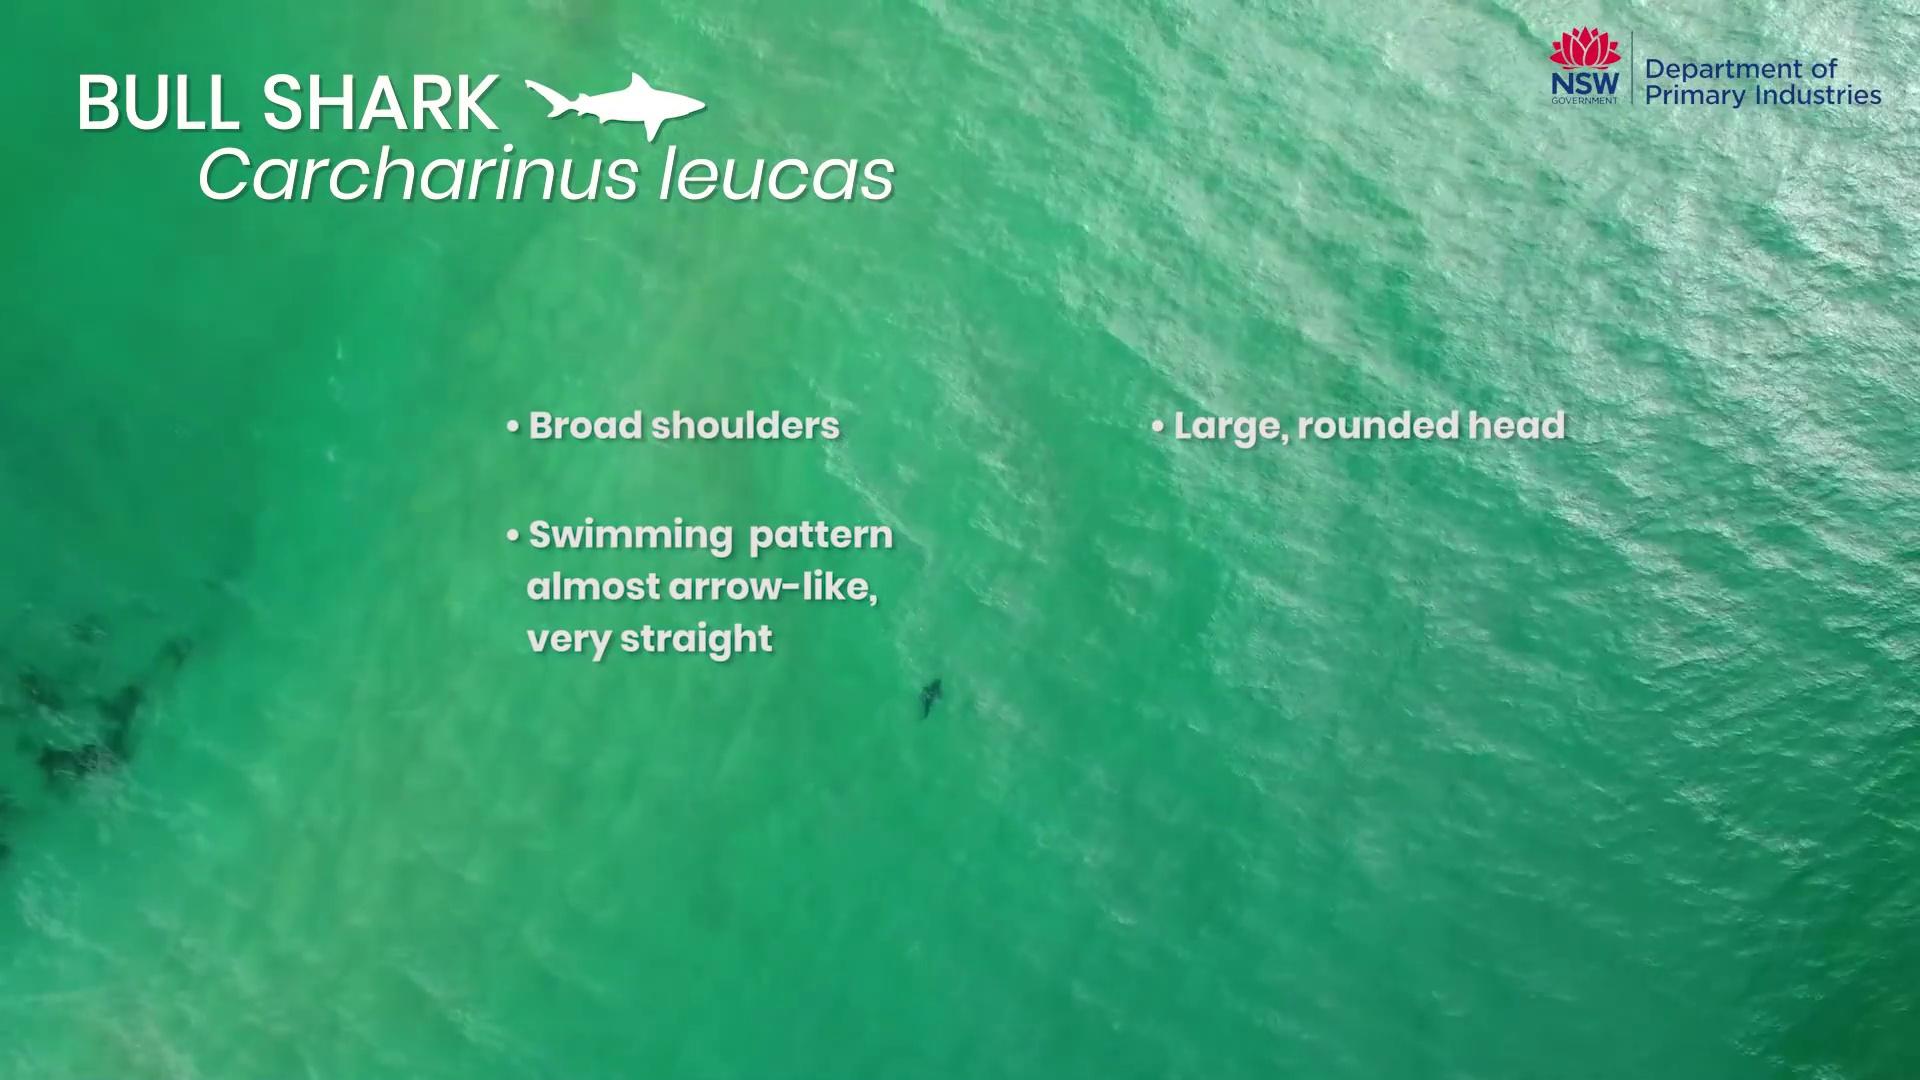 BULL SHARK
Carcharinus leucas
NSW
GOVERNMENT
Department of
Primary Industries
• Broad shoulders
• Swimming pattern
almost arrow-like,
very straight
• Large, rounded head